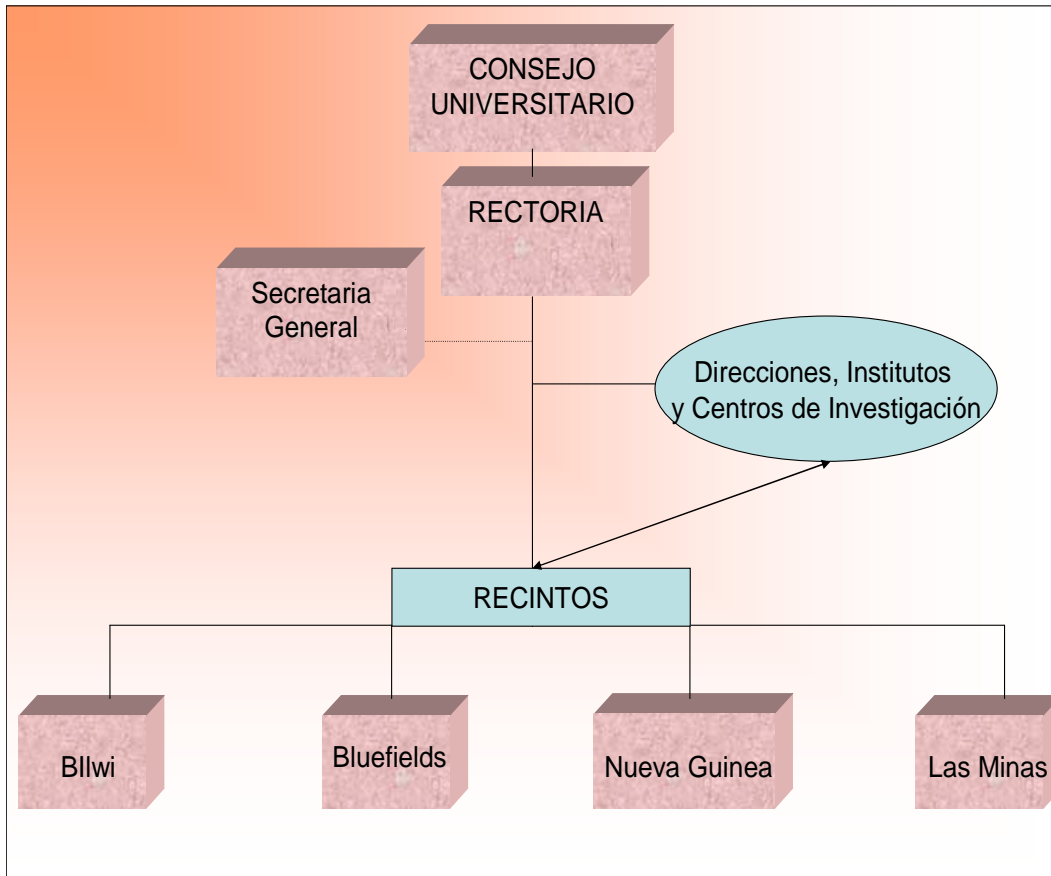 CONSEJO
UNIVERSITARIO
RECTORIA
Secretaria
General
Direcciones, Institutos
y Centros de Investigación
RECINTOS
BIlwi
Bluefields
Nueva Guinea
Las Minas